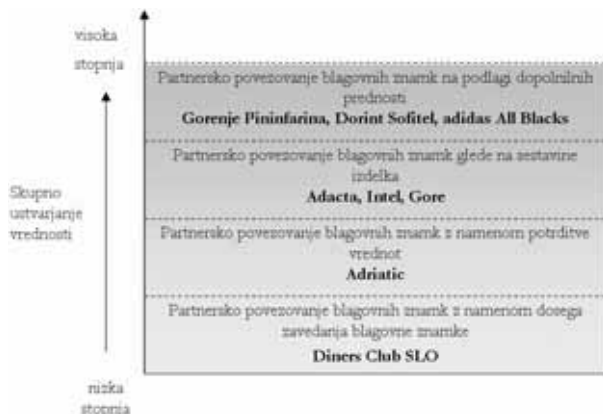 visoka
stopnja
Partnersko povezovanje blagovnih znamk na podlagi dopolnilnih
prednosti
Gorenje Pininfarina, Dorint Sofitel, adidas All Blacks
Partnersko povezovanje blagovnih znamk glede na sestavine
izdelka
Adacta, Intel, Gore
Skupno
ustvarjanje
vrednosti
Partnersko povezovanje blagovnih znamk z namenom potrditve
vrednot
Adriatic
Partnersko povezovanje blagovnih znamk z namenom dosega
zavedanja blagovne znamke
Diners Club SLO
nizka
stopnja